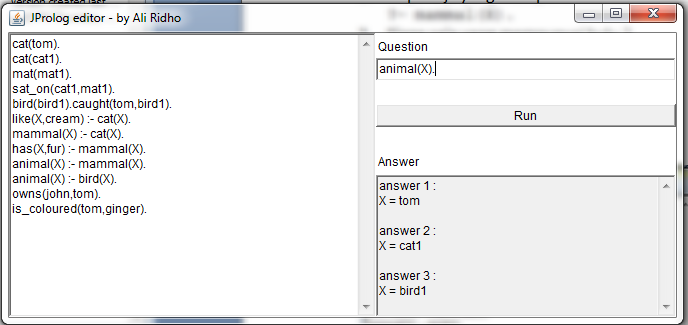 JProlog editor - by Ali Ridho
cat(tom).
cat(cat1).
mat(mat1).
sat_on(cat1,mat1).
bird(bird1).caught(tom,bird1).
like(X,cream) :- cat(X).
mammal(X) :- cat(X).
has(X,fur) :- mammal(X).
animal(X) :- mammal(X).
animal(X) :- bird(X).
owns(john,tom).
is_coloured(tom,ginger).
Question
animal(X).
Run
Answer
answer 1 :
X = tom
answer 2 :
X = cat1
answer 3 :
X = bird1